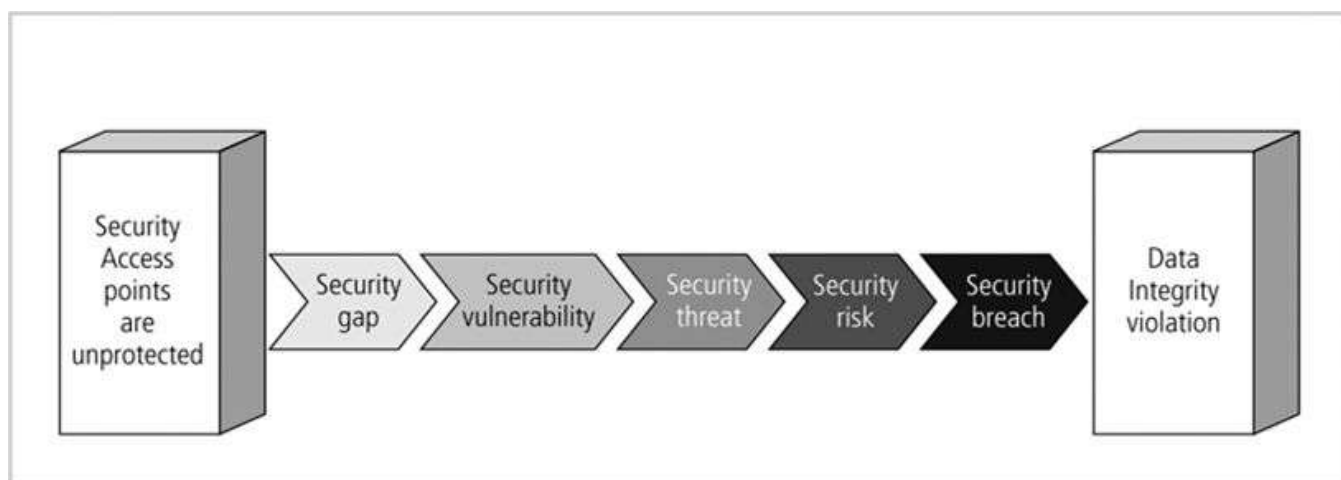 Security
Access
points
are
unprotected
Security
gap
Security
vulnerability
Security
threat
Security
risk
Security
breach
Data
Integrity
violation